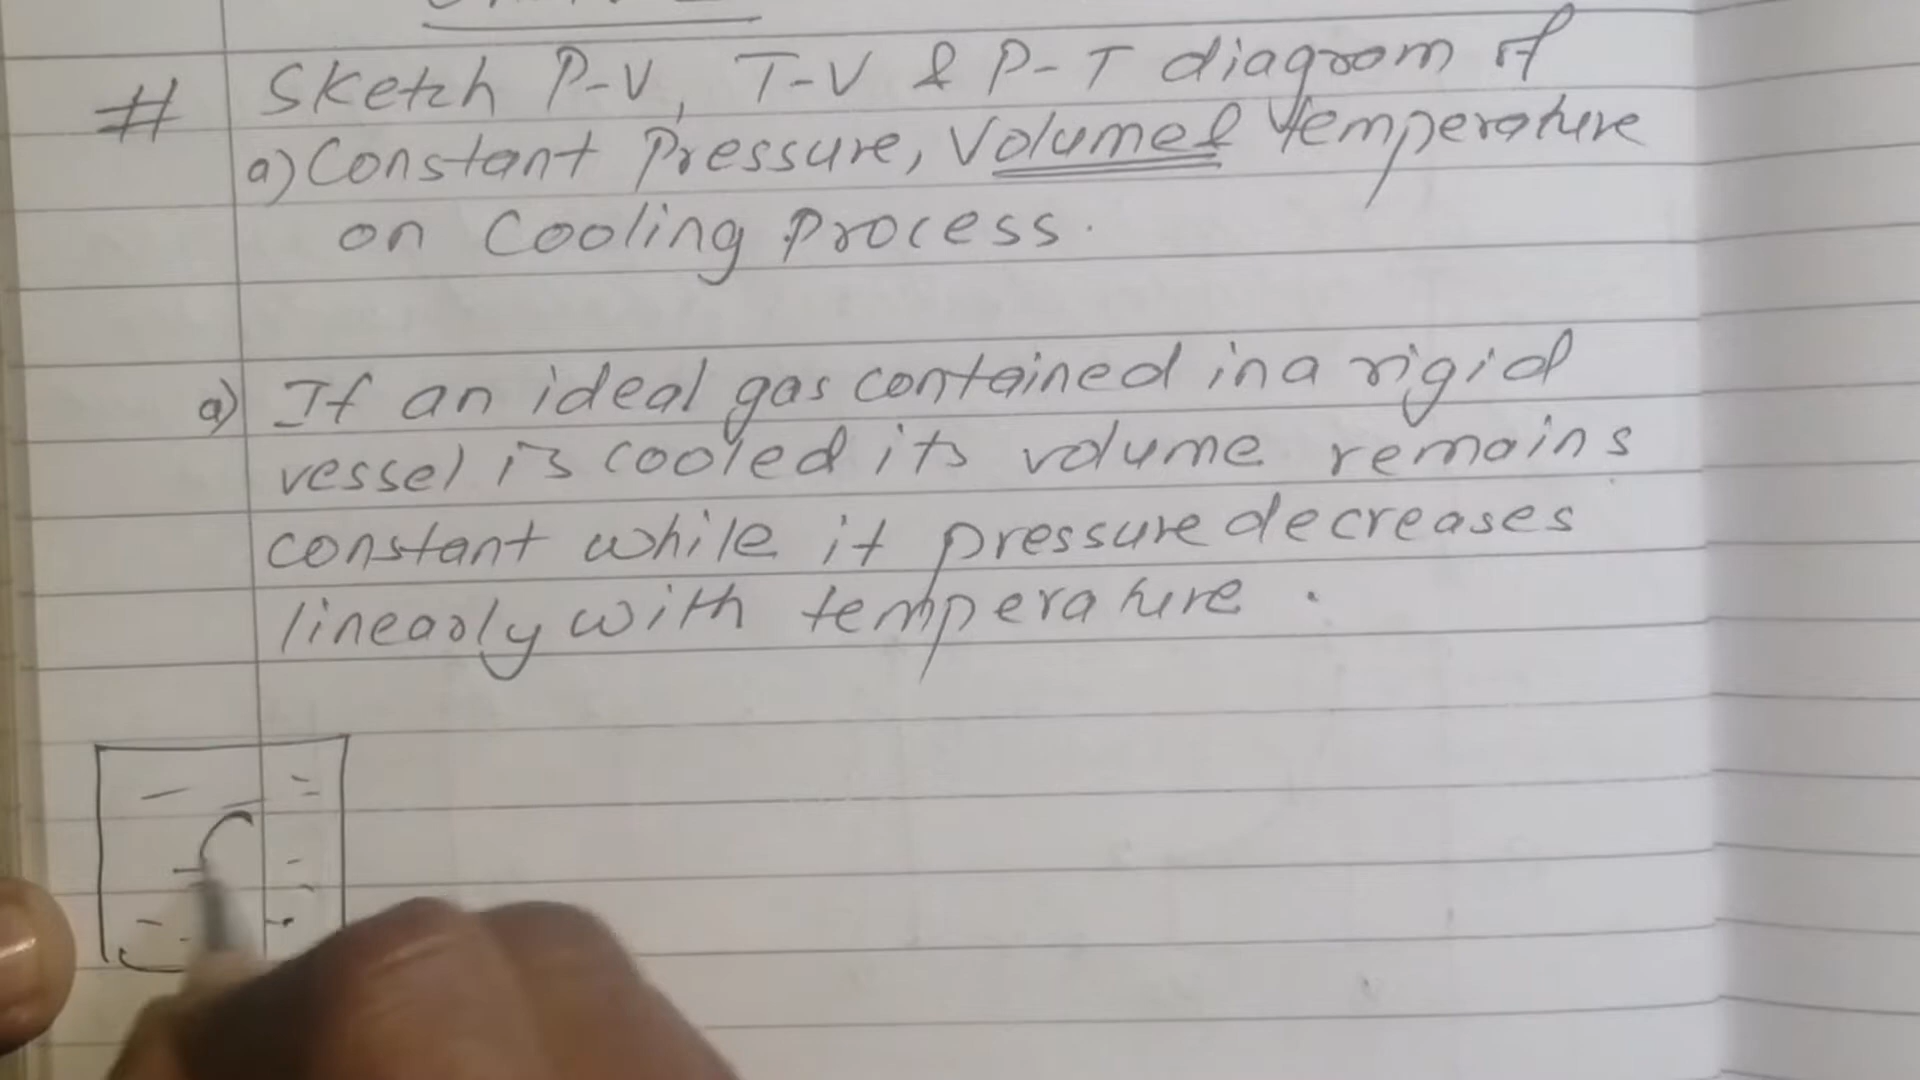 # Sketch P-V, T-V & P-T diagram of
a) Constant Pressure, Volume & temperature
on Cooling process.
a) If an ideal gas contained in a rigid
vessel is cooled its volume remains
constant while it pressure decreases
linearly with temperature.